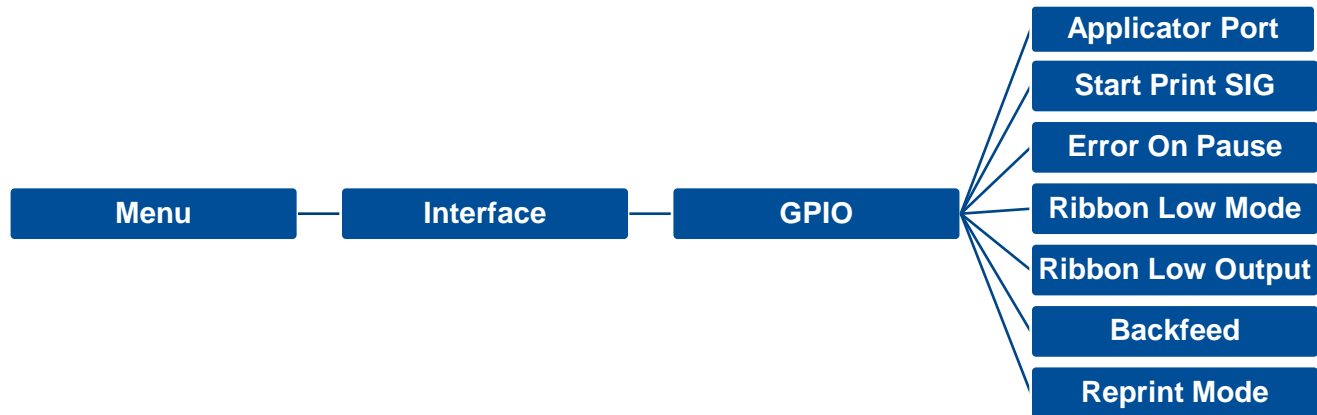 Menu
Interface
GPIO
Applicator Port
Start Print SIG
Error On Pause
Ribbon Low Mode
Ribbon Low Output
Backfeed
Reprint Mode